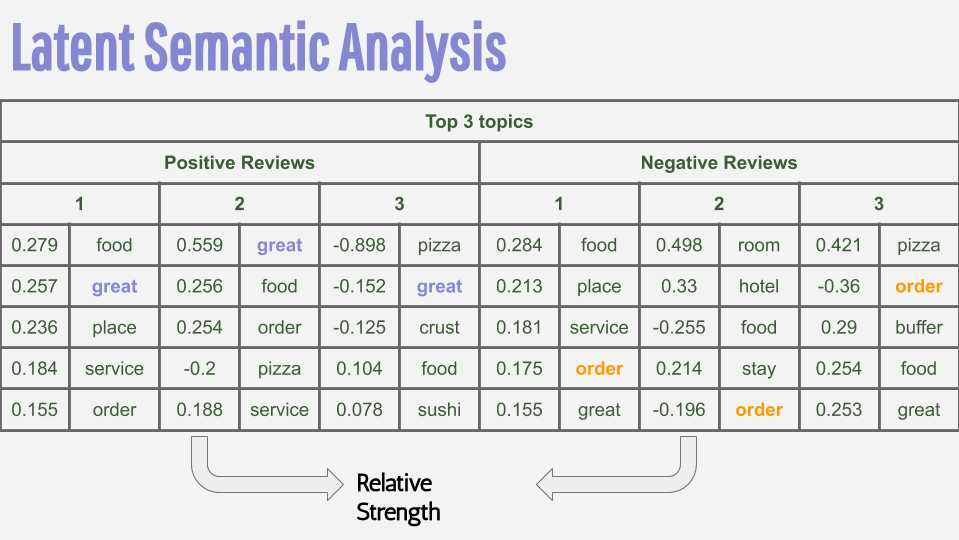 Latent Semantic Analysis
Top 3 topics
Positive Reviews Negative Reviews
1 2 3 1 2 3
0.279 food 0.559 great -0.898 pizza 0.284 food 0.498 room 0.421 pizza
0.257 great 0.256 food -0.152 great 0.213 place 0.33 hotel -0.36 order
0.236 place 0.254 order -0.125 crust 0.181 service -0.255 food 0.29 buffer
0.184 service -0.2 pizza 0.104 food 0.175 order 0.214 stay 0.254 food
0.155 order 0.188 service 0.078 sushi 0.155 great -0.196 order 0.253 great
Relative
Strength